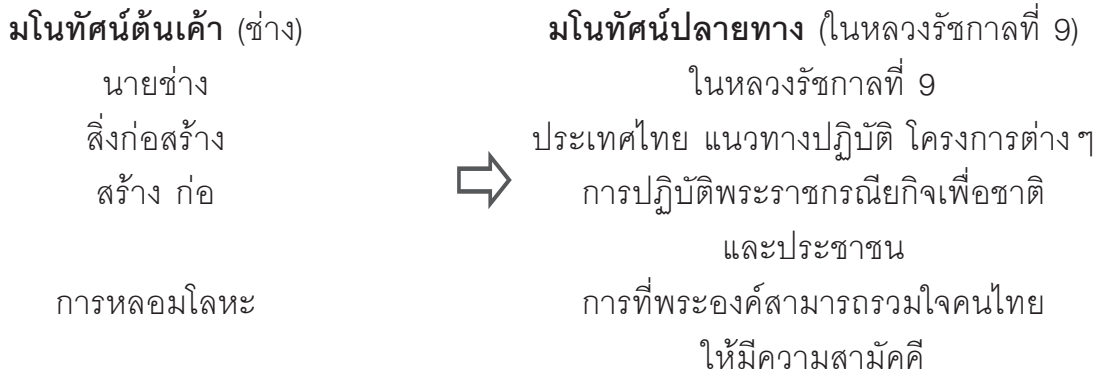 มโนทัศน์ต้นเค้า (ช่าง) มโนทัศน์ปลายทาง (ในหลวงรัชกาลที่ 9)
นายช่าง ในหลวงรัชกาลที่ 9
สิ่งก่อสร้าง ประเทศไทย แนวทางปฏิบัติ โครงการต่างๆ
สร้าง ก่อ การปฏิบัติพระราชกรณียกิจเพื่อชาติ
และประชาชน
การหลอมโลหะ การที่พระองค์สามารถรวมใจคนไทย
ให้มีความสามัคคี